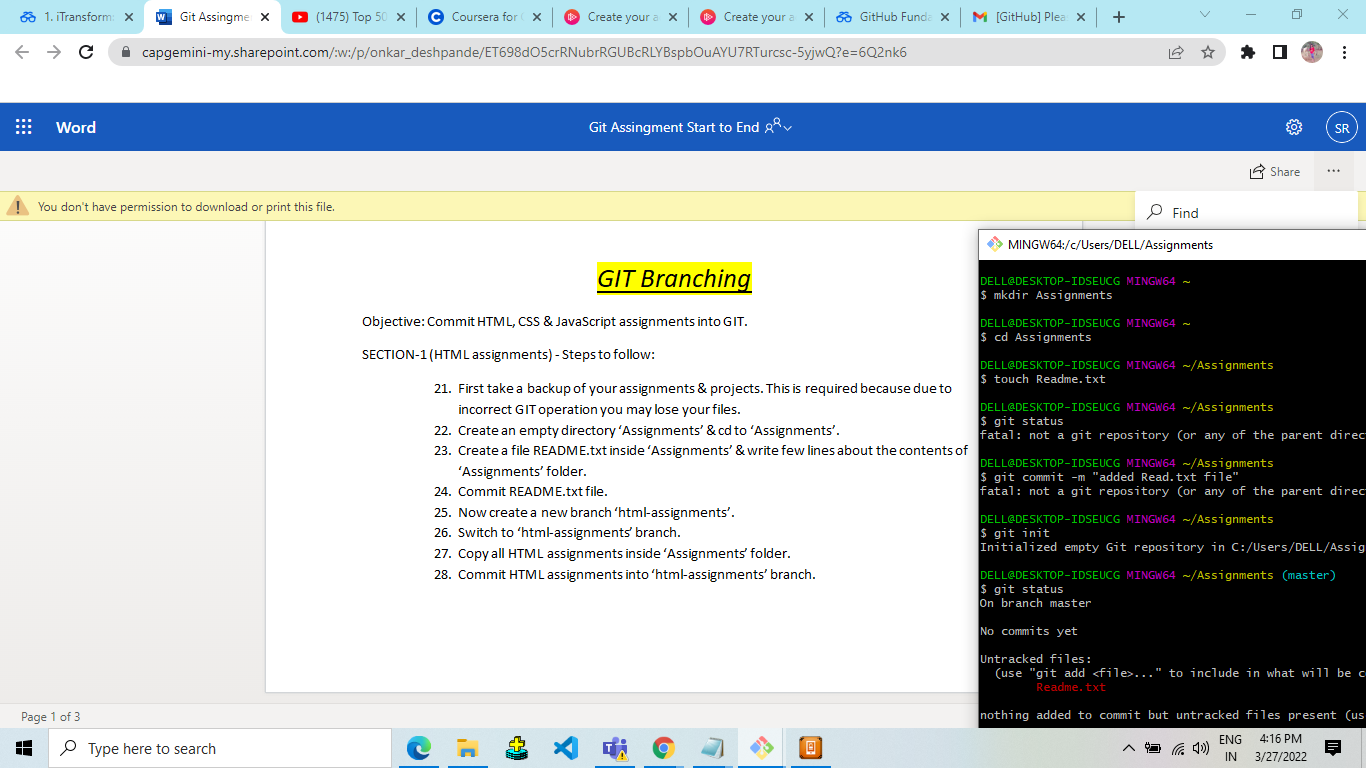 1. iTransform
Git Assingme
(1475) Top 50
Coursera for
Create your a
Create your a
GitHub Funda
[GitHub] Plea
capgemini-my.sharepoint.com/:w:/p/onkar_deshpande/ET698dO5crRNubrRGUBcRLYBspbOuAYU7RTurcsc-5yjwQ?e=6Q2nk6
Word
Git Assingment Start to End
SR
Share
You don't have permission to download or print this file.
Find
GIT Branching
Objective: Commit HTML, CSS & JavaScript assignments into GIT.
SECTION-1 (HTML assignments) - Steps to follow:
21. First take a backup of your assignments & projects. This is required because due to
incorrect GIT operation you may lose your files.
22. Create an empty directory ‘Assignments’ & cd to ‘Assignments’.
23. Create a file README.txt inside ‘Assignments’ & write few lines about the contents of
‘Assignments’ folder.
24. Commit README.txt file.
25. Now create a new branch ‘html-assignments’.
26. Switch to ‘html-assignments’ branch.
27. Copy all HTML assignments inside ‘Assignments’ folder.
28. Commit HTML assignments into ‘html-assignments’ branch.
MINGW64:/c/Users/DELL/Assignments
DELL@DESKTOP-IDSEUCG MINGW64 ~
$ mkdir Assignments
DELL@DESKTOP-IDSEUCG MINGW64 ~
$ cd Assignments
DELL@DESKTOP-IDSEUCG MINGW64 ~/Assignments
$ touch Readme.txt
DELL@DESKTOP-IDSEUCG MINGW64 ~/Assignments
$ git status
fatal: not a git repository (or any of the parent direc
DELL@DESKTOP-IDSEUCG MINGW64 ~/Assignments
$ git commit -m "added Read.txt file"
fatal: not a git repository (or any of the parent direc
DELL@DESKTOP-IDSEUCG MINGW64 ~/Assignments
$ git init
Initialized empty Git repository in C:/Users/DELL/Assig
DELL@DESKTOP-IDSEUCG MINGW64 ~/Assignments (master)
$ git status
On branch master
No commits yet
Untracked files:
(use "git add <file>..." to include in what will be c
Readme.txt
nothing added to commit but untracked files present (us
Page 1 of 3
Type here to search
ENG
IN
4:16 PM
3/27/2022